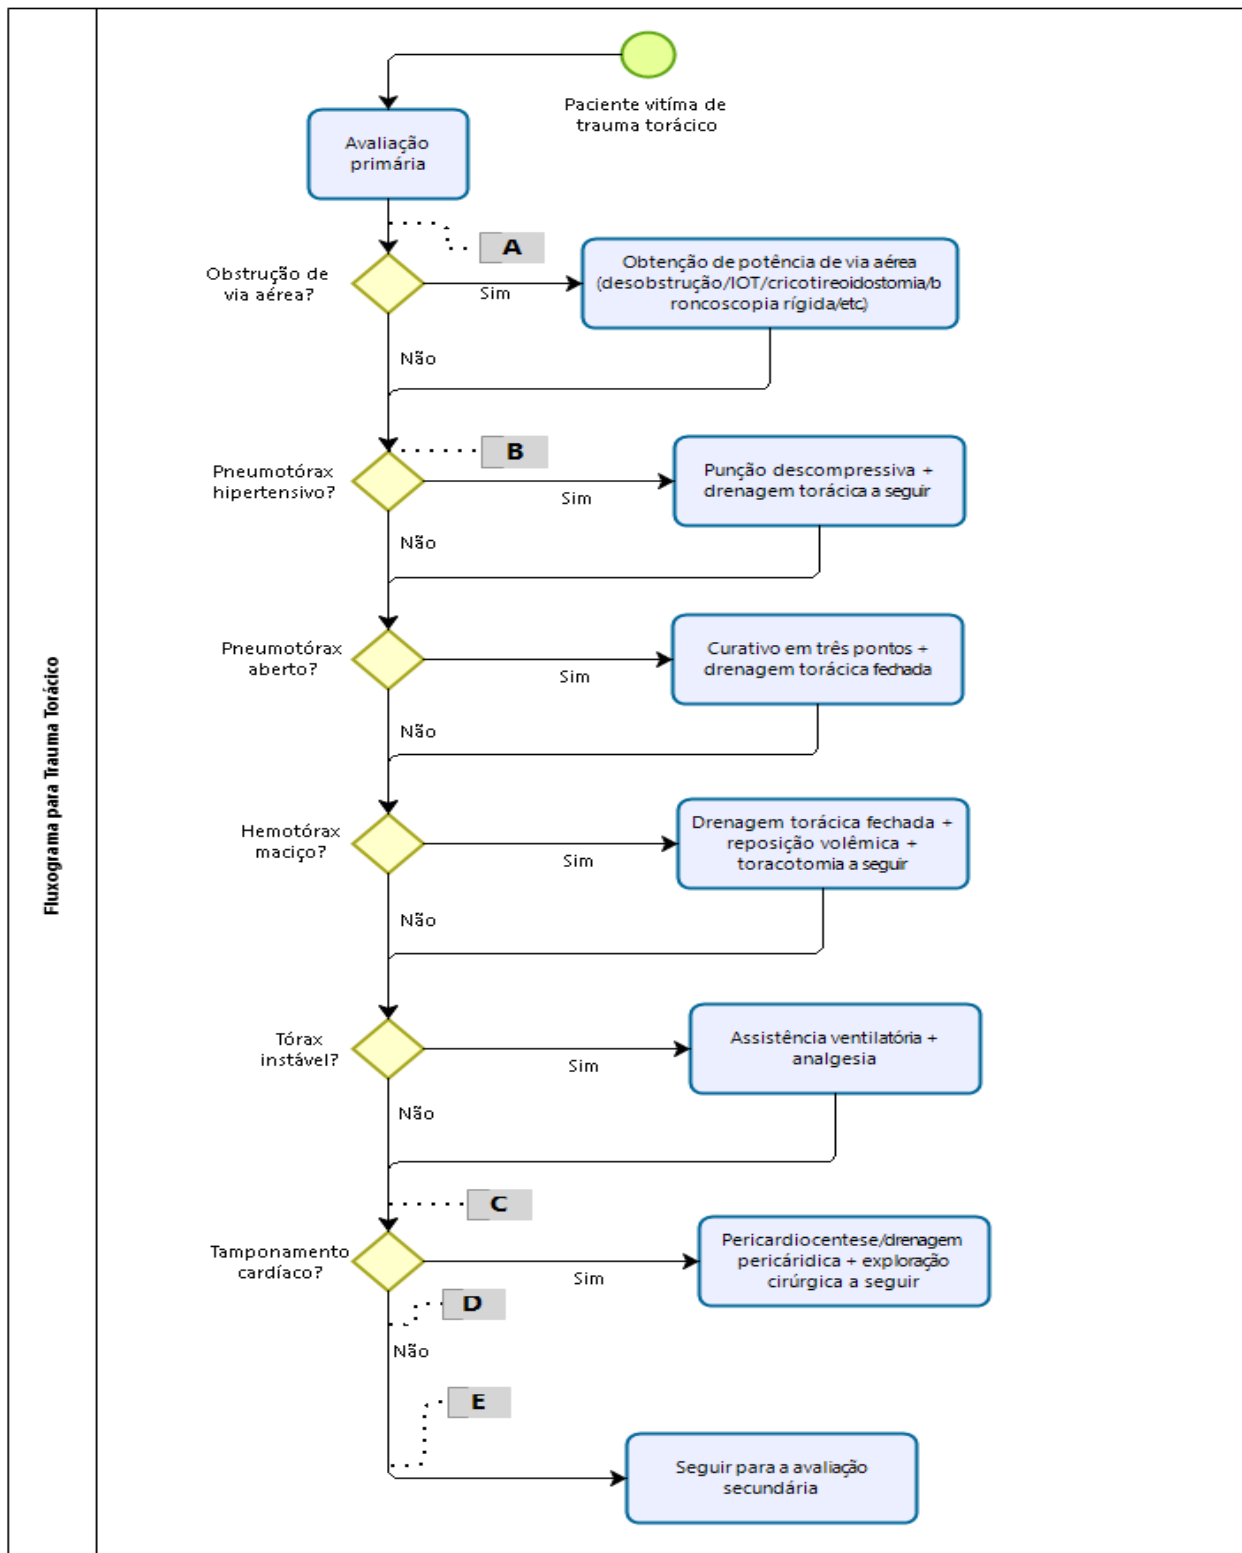 Fluxograma para Trauma Torácico
Paciente vitíma de
trauma torácico
Avaliação
primária
A
Obstrução de
via aérea?
Sim
Obtenção de potência de via aérea
(desobstrução/IOT/cricotireoidostomia/b
roncoscopia rígida/etc)
Não
B
Pneumotórax
hipertensivo?
Sim
Punção descompressiva +
drenagem torácica a seguir
Não
Pneumotórax
aberto?
Sim
Curativo em três pontos +
drenagem torácica fechada
Não
Hemotórax
maciço?
Sim
Drenagem torácica fechada +
reposição volêmica +
toracotomia a seguir
Não
Tórax
instável?
Sim
Assistência ventilatória +
analgesia
Não
C
Tamponamento
cardíaco?
Sim
Pericardiocentese/drenagem
pericáridica + exploração
cirúrgica a seguir
D
Não
E
Seguir para a avaliação
secundária